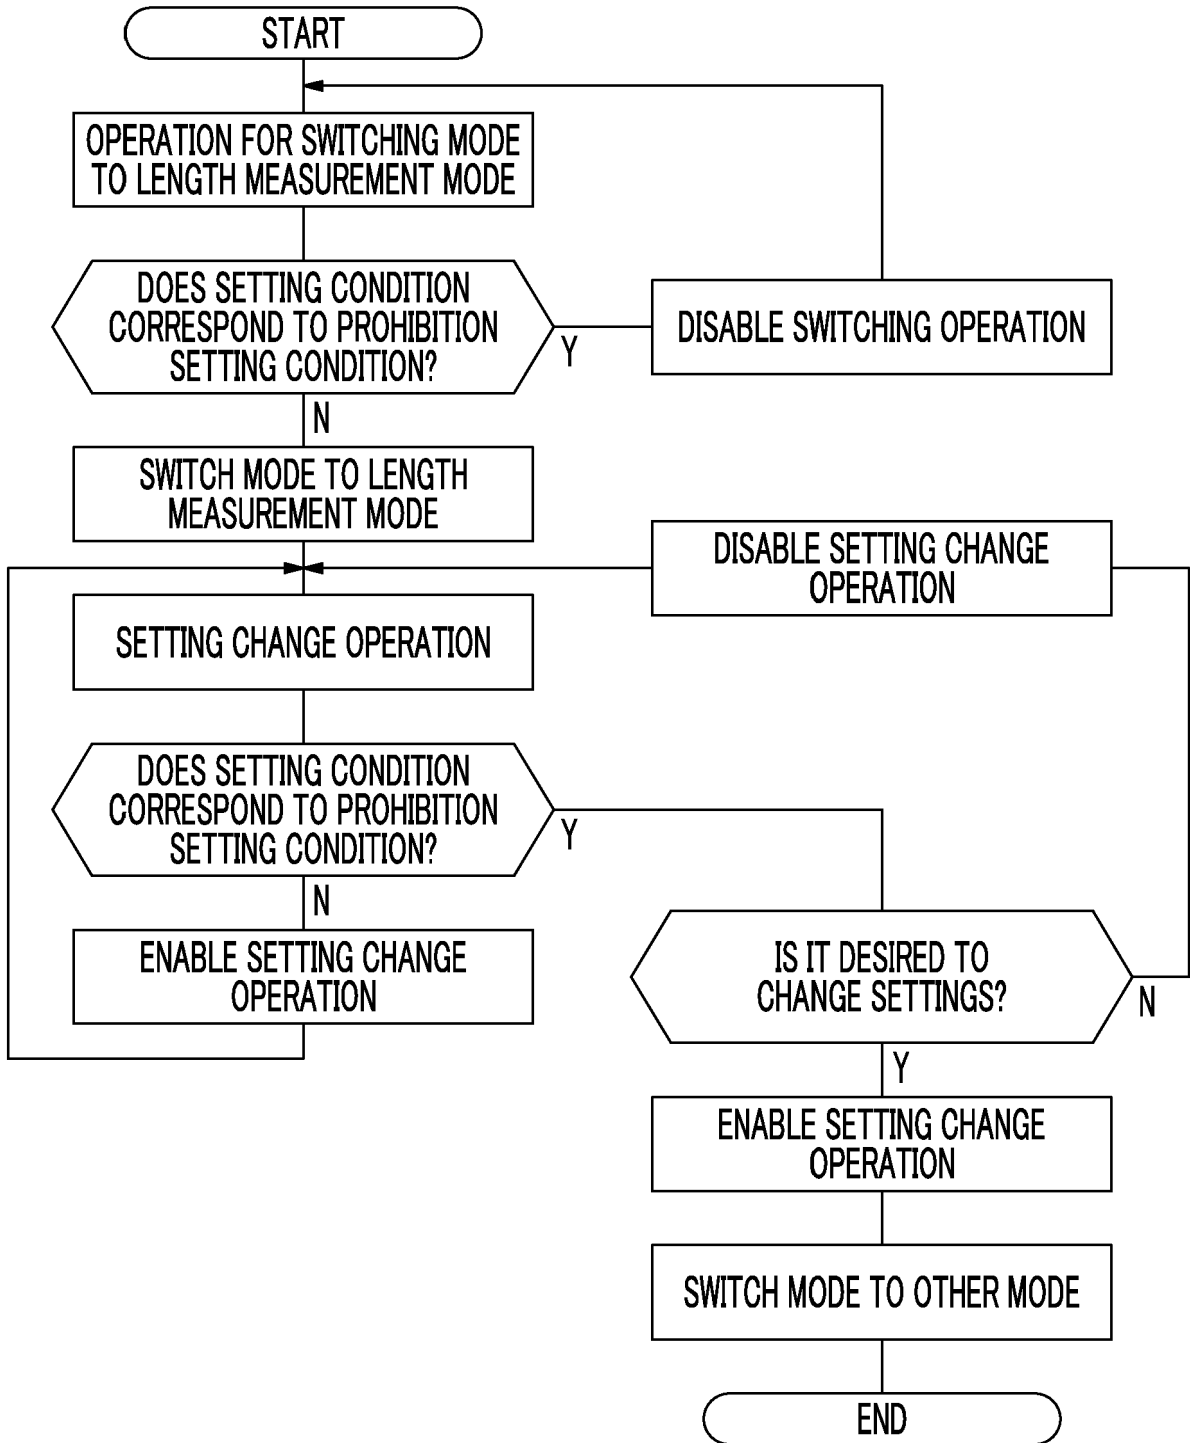 START
OPERATION FOR SWITCHING MODE
TO LENGTH MEASUREMENT MODE
DOES SETTING CONDITION
CORRESPOND TO PROHIBITION
SETTING CONDITION?
Y
DISABLE SWITCHING OPERATION
N
SWITCH MODE TO LENGTH
MEASUREMENT MODE
DISABLE SETTING CHANGE
OPERATION
SETTING CHANGE OPERATION
DOES SETTING CONDITION
CORRESPOND TO PROHIBITION
SETTING CONDITION?
Y
N
ENABLE SETTING CHANGE
OPERATION
IS IT DESIRED TO
CHANGE SETTINGS?
N
Y
ENABLE SETTING CHANGE
OPERATION
SWITCH MODE TO OTHER MODE
END